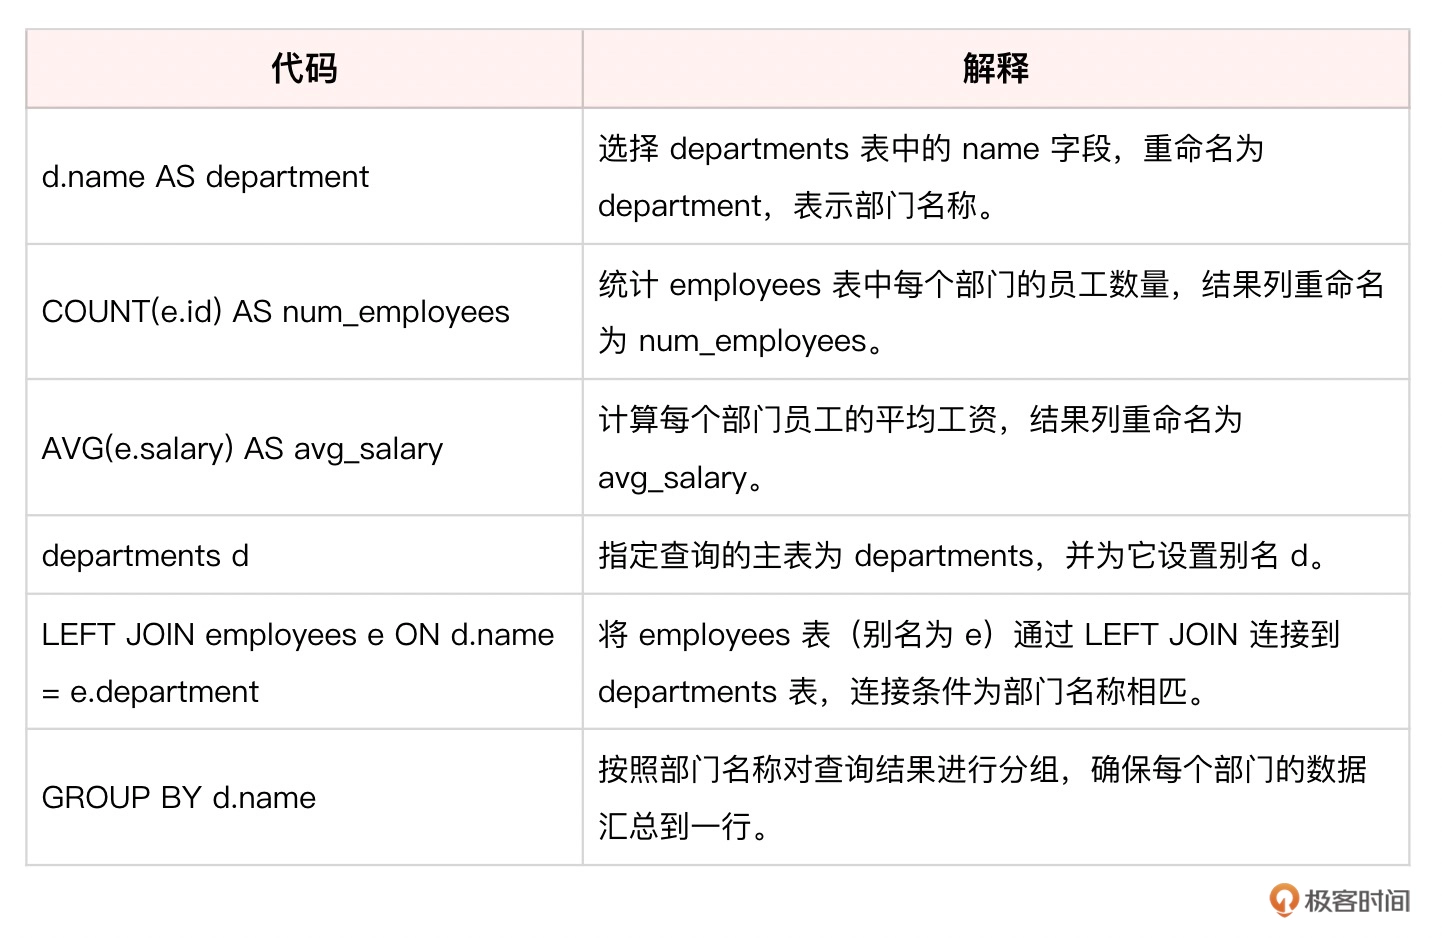 代码
解释
d.name AS department
选择 departments 表中的 name 字段，重命名为
department，表示部门名称。
COUNT(e.id) AS num_employees
统计 employees 表中每个部门的员工数量，结果列重命名
为 num_employees。
AVG(e.salary) AS avg_salary
计算每个部门员工的平均工资，结果列重命名为
avg_salary。
departments d
指定查询的主表为 departments，并为它设置别名 d。
LEFT JOIN employees e ON d.name
= e.department
将 employees 表（别名为 e）通过 LEFT JOIN 连接到
departments 表，连接条件为部门名称相匹。
GROUP BY d.name
按照部门名称对查询结果进行分组，确保每个部门的数据
汇总到一行。
极客时间